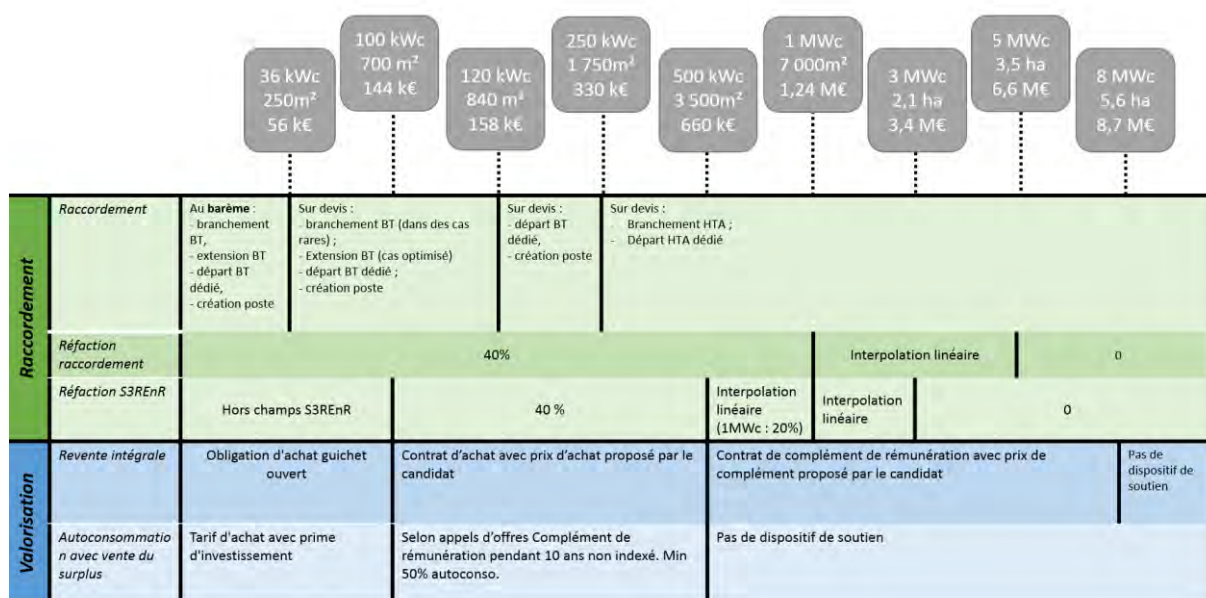 36 kWc
250m²
56 k€
100 kWc
700 m²
144 k€
120 kWc
840 m²
158 k€
250 kWc
1 750m²
330 k€
500 kWc
3 500m²
660 k€
1 MWc
7 000m²
1,24 M€
3 MWc
2,1 ha
3,4 M€
5 MWc
3,5 ha
6,6 M€
8 MWc
5,6 ha
8,7 M€
Raccordement
Raccordement
Au barème :
- branchement
BT,
- extension BT
- départ BT
dédié,
- création poste
Sur devis :
- branchement BT (dans des cas
rares) ;
- Extension BT (cas optimisé)
- départ BT dédié ;
- création poste
Sur devis :
- départ BT
dédié,
- création poste
Sur devis :
- Branchement HTA ;
- Départ HTA dédié
Réfaction
raccordement
40%
Interpolation linéaire
0
Réfaction S3REnR
Hors champs S3REnR
40 %
Interpolation
linéaire
(1MWc : 20%)
Interpolation
linéaire
0
Valorisation
Revente intégrale
Obligation d'achat guichet
ouvert
Contrat d'achat avec prix d'achat proposé par le
candidat
Contrat de complément de rémunération avec prix de
complément proposé par le candidat
Pas de
dispositif de
soutien
Autoconsommatio
n avec vente du
surplus
Tarif d'achat avec prime
d'investissement
Selon appels d'offres Complément de
rémunération pendant 10 ans non indexé. Min
50% autoconso.
Pas de dispositif de soutien